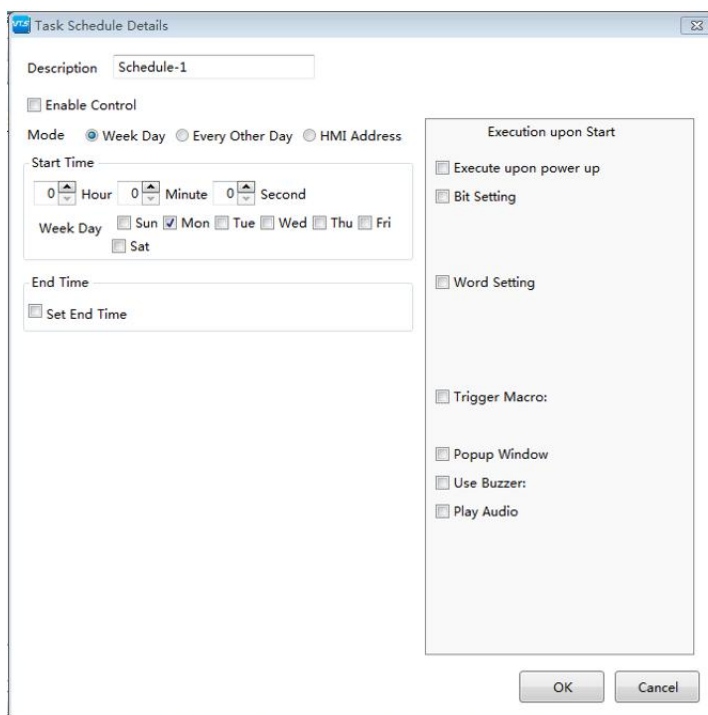 VTS Task Schedule Details
Description Schedule-1
Enable Control
Mode Week Day Every Other Day HMI Address
Start Time
0 Hour 0 Minute 0 Second
Week Day Sun Mon Tue Wed Thu Fri
Sat
End Time
Set End Time
Execution upon Start
Execute upon power up
Bit Setting
Word Setting
Trigger Macro:
Popup Window
Use Buzzer:
Play Audio
OK Cancel